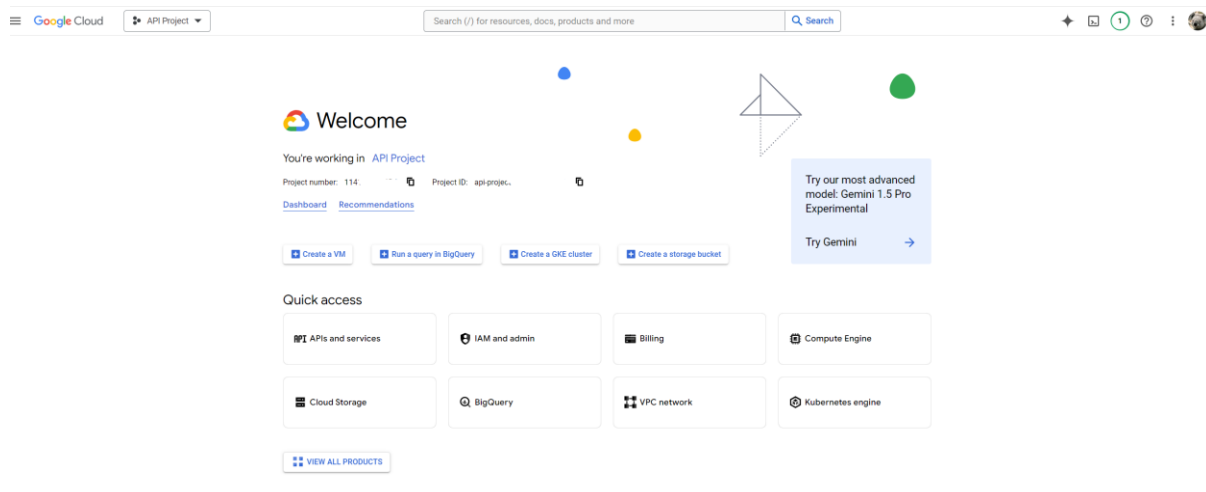 Google Cloud
API Project
Search (/) for resources, docs, products and more
Search
1
Welcome
You're working in API Project
Project number: 114
Project ID: api-projec
Dashboard Recommendations
Try our most advanced
model: Gemini 1.5 Pro
Experimental
Try Gemini
Create a VM
Run a query in BigQuery
Create a GKE cluster
Create a storage bucket
Quick access
API APIs and services
IAM and admin
Billing
Compute Engine
Cloud Storage
BigQuery
VPC network
Kubernetes engine
VIEW ALL PRODUCTS